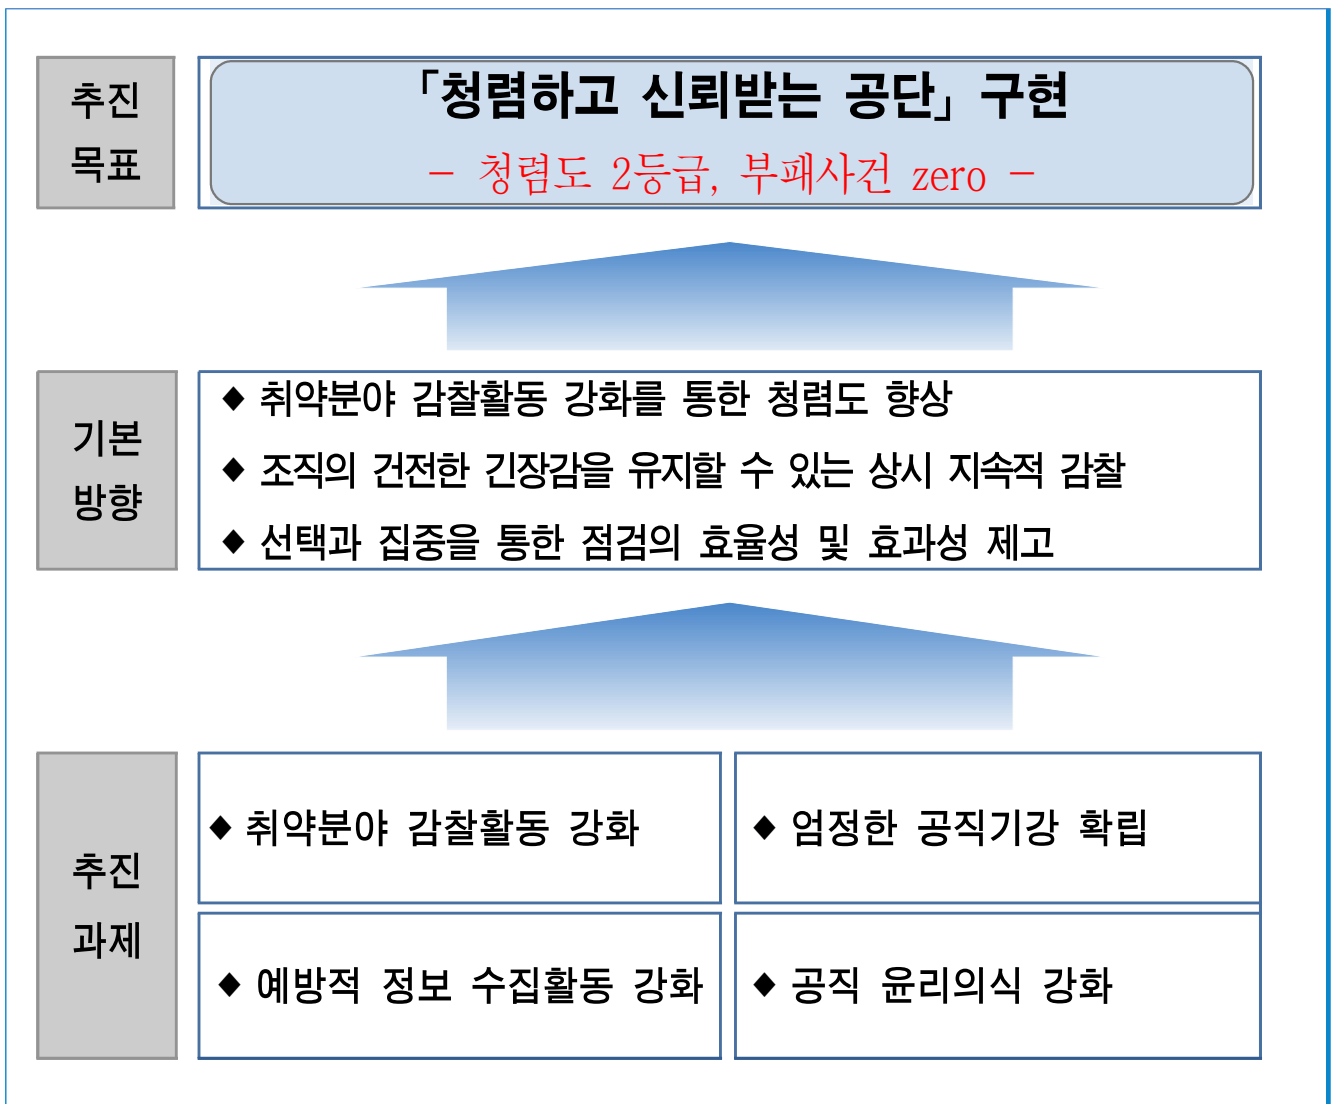 추진
목표
「청렴하고 신뢰받는 공단」 구현
- 청렴도 2등급, 부패사건 zero -
기본
방향
◆ 취약분야 감찰활동 강화를 통한 청렴도 향상
◆ 조직의 건전한 긴장감을 유지할 수 있는 상시 지속적 감찰
◆ 선택과 집중을 통한 점검의 효율성 및 효과성 제고
추진
과제
◆ 취약분야 감찰활동 강화
◆ 엄정한 공직기강 확립
◆ 예방적 정보 수집활동 강화
◆ 공직 윤리의식 강화